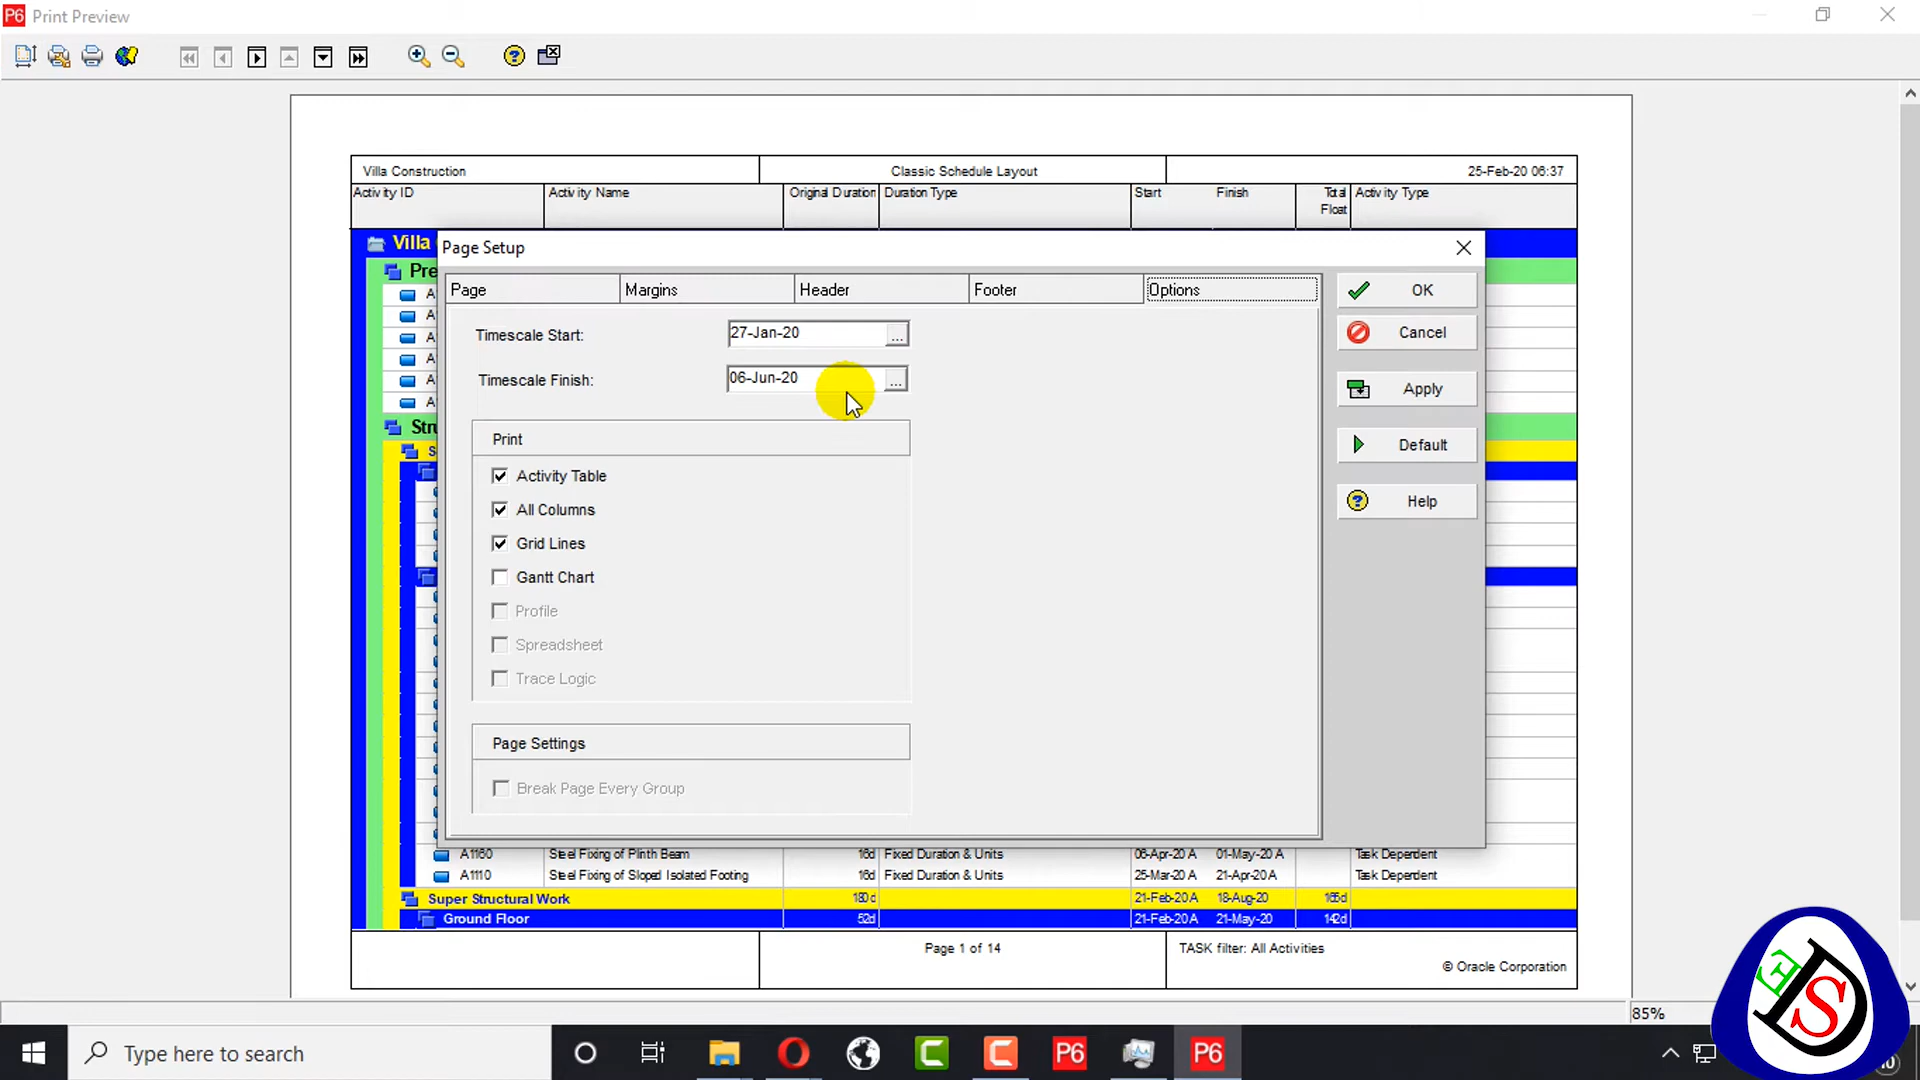 P6 Print Preview
Villa Construction Classic Schedule Layout 25-Feb-20 06:37
Activity ID Activity Name Original Duration Duration Type Start Finish Total Float Activity Type
Villa
Page Setup
Pre
Page Margins Header Footer Options
OK
Timescale Start: 27-Jan-20 ...
Cancel
Timescale Finish: 06-Jun-20 ...
Apply
Str
Print
Default
Activity Table
Help
All Columns
Grid Lines
Gantt Chart
Profile
Spreadsheet
Trace Logic
Page Settings
Break Page Every Group
A1160 Steel Fixing of Plinth Beam 16d Fixed Duration & Units 06-Apr-20 A 01-May-20 A Task Dependent
A1110 Steel Fixing of Sloped Isolated Footing 16d Fixed Duration & Units 25-Mar-20 A 21-Apr-20 A Task Dependent
Super Structural Work 180d 21-Feb-20 A 18-Aug-20 166d
Ground Floor 52d 21-Feb-20 A 21-May-20 142d
Page 1 of 14 TASK filter: All Activities
© Oracle Corporation
85%
Type here to search
P6 P6